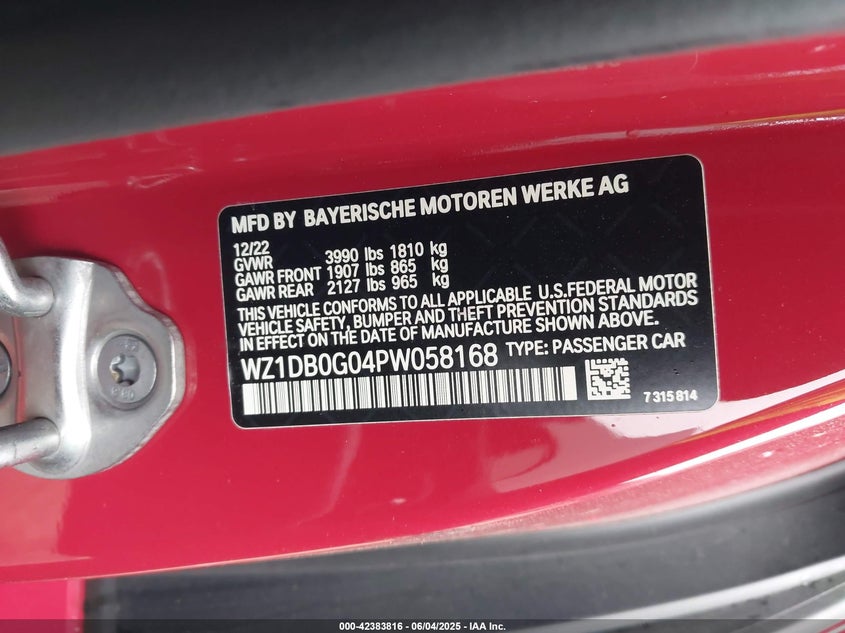 MFD BY BAYERISCHE MOTOREN WERKE AG
12/22
GVWR 3990 lbs 1810 kg
GAWR FRONT 1907 lbs 865 kg
GAWR REAR 2127 lbs 965 kg
THIS VEHICLE CONFORMS TO ALL APPLICABLE U.S.FEDERAL MOTOR
VEHICLE SAFETY, BUMPER AND THEFT PREVENTION STANDARDS
IN EFFECT ON THE DATE OF MANUFACTURE SHOWN ABOVE.
WZ1DB0G04PW058168 TYPE: PASSENGER CAR
7 315 814
000-42383816 - 06/04/2025 - IAA Inc.